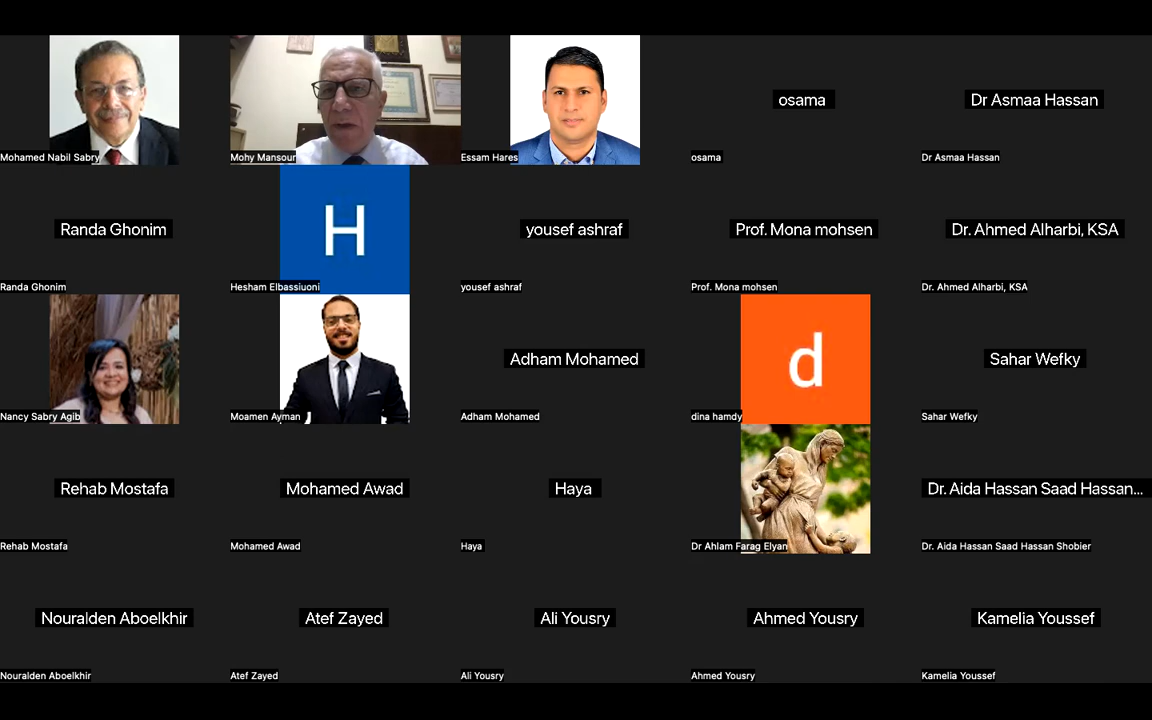 Mohamed Nabil Sabry
Mohy Mansour
Essam Hares
osama
osama
Dr Asmaa Hassan
Dr Asmaa Hassan
Randa Ghonim
Randa Ghonim
H
Hesham Elbassiuoni
yousef ashraf
yousef ashraf
Prof. Mona mohsen
Prof. Mona mohsen
Dr. Ahmed Alharbi, KSA
Dr. Ahmed Alharbi, KSA
Nancy Sabry Agib
Moamen Ayman
Adham Mohamed
Adham Mohamed
d
dina hamdy
Sahar Wefky
Sahar Wefky
Rehab Mostafa
Rehab Mostafa
Mohamed Awad
Mohamed Awad
Haya
Haya
Dr Ahlam Farag Elyan
Dr. Aida Hassan Saad Hassan...
Dr. Aida Hassan Saad Hassan Shobier
Nouralden Aboelkhir
Nouralden Aboelkhir
Atef Zayed
Atef Zayed
Ali Yousry
Ali Yousry
Ahmed Yousry
Ahmed Yousry
Kamelia Youssef
Kamelia Youssef